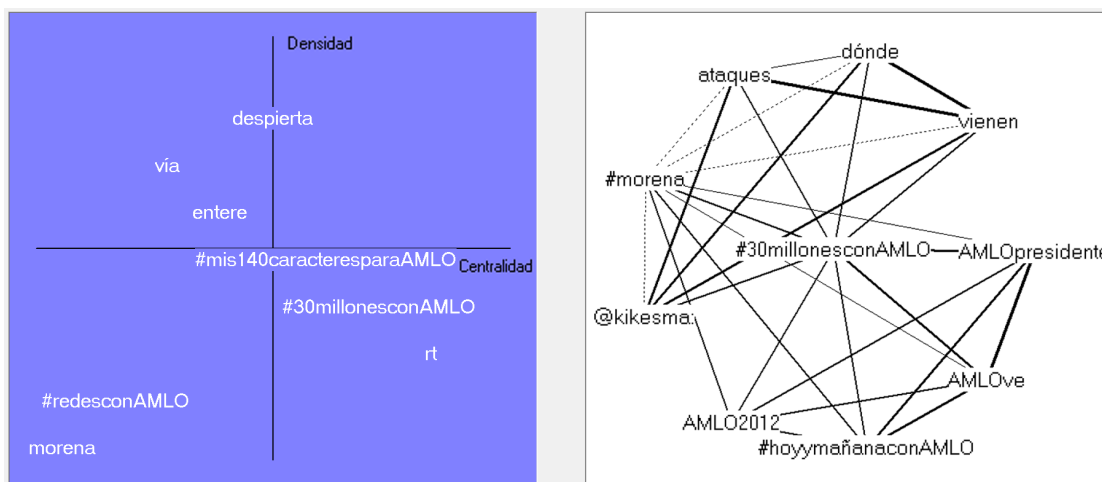 Densidad
despierta
vía
entere
#mis140caracteresparaAMLO
Centralidad
#30millonesconAMLO
rt
#redesconAMLO
morena
dónde
ataques
vienen
#morena
#30millonesconAMLO
AMLOpresidente
@kikesma
AMLOve
AMLO2012
#hoyymañanaconAMLO